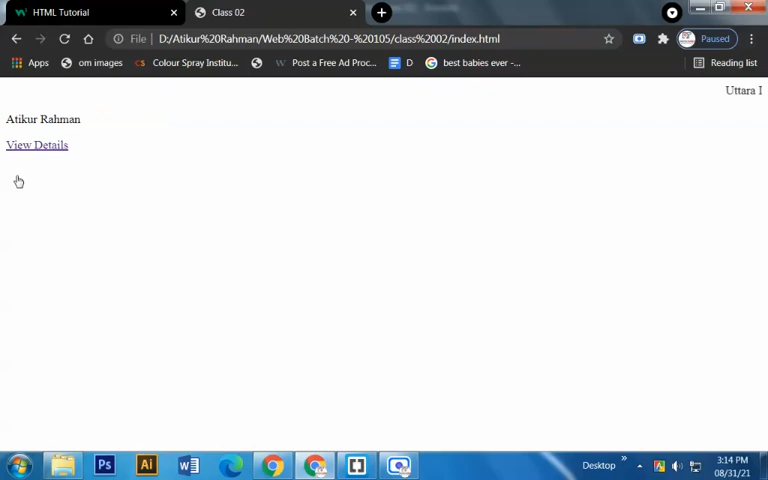 HTML Tutorial
Class 02
File
D:/Atikur%20Rahman/Web%20Batch%20-%20105/class%2002/index.html
Paused
Apps
om images
Colour Spray Institu...
Post a Free Ad Proc...
D
best babies ever -...
Reading list
Uttara I
Atikur Rahman
View Details
Ps
Ai
Desktop
3:14 PM
08/31/21